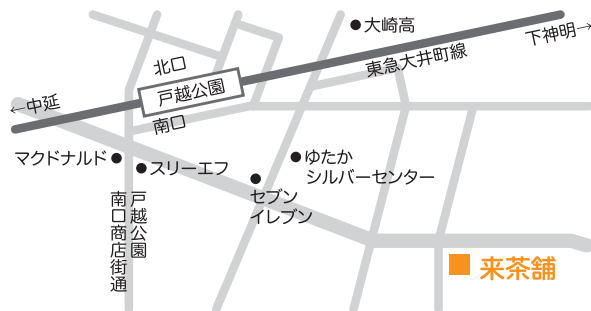 大崎高
下神明→
東急大井町線
北口
戸越公園
←中延
南口
マクドナルド
スリーエフ
ゆたか
シルバーセンター
セブン
イレブン
戸越公園
南口商店街通
来茶舗